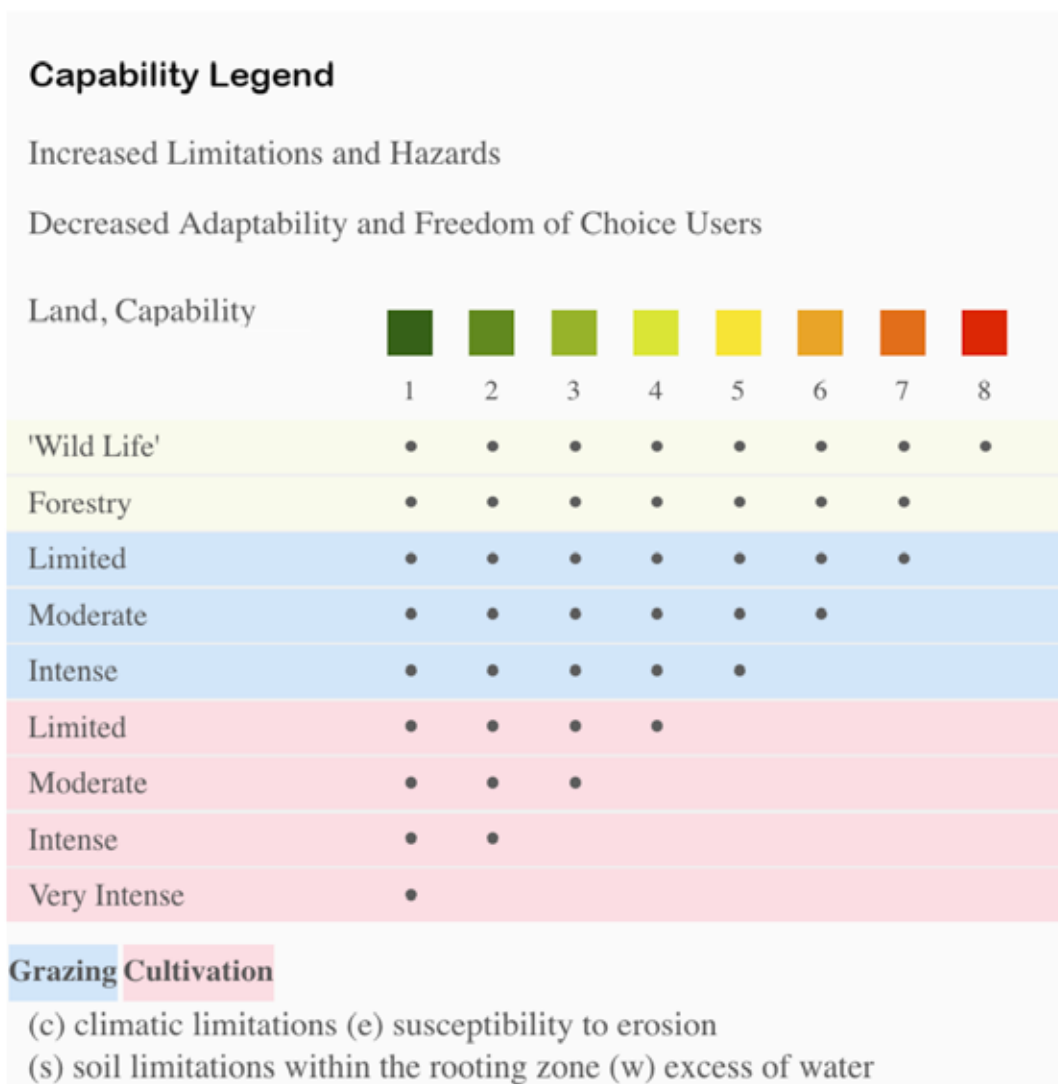 Capability Legend
Increased Limitations and Hazards
Decreased Adaptability and Freedom of Choice Users
Land, Capability
1 2 3 4 5 6 7 8
'Wild Life' • • • • • • • •
Forestry • • • • • • •
Limited • • • • • • •
Moderate • • • • • •
Intense • • • • •
Limited • • • •
Moderate • • •
Intense • •
Very Intense •
Grazing Cultivation
(c) climatic limitations (e) susceptibility to erosion
(s) soil limitations within the rooting zone (w) excess of water